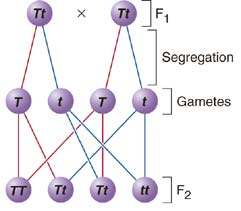 Tt × Tt F1
Segregation
T t T t Gametes
TT Tt Tt tt F2